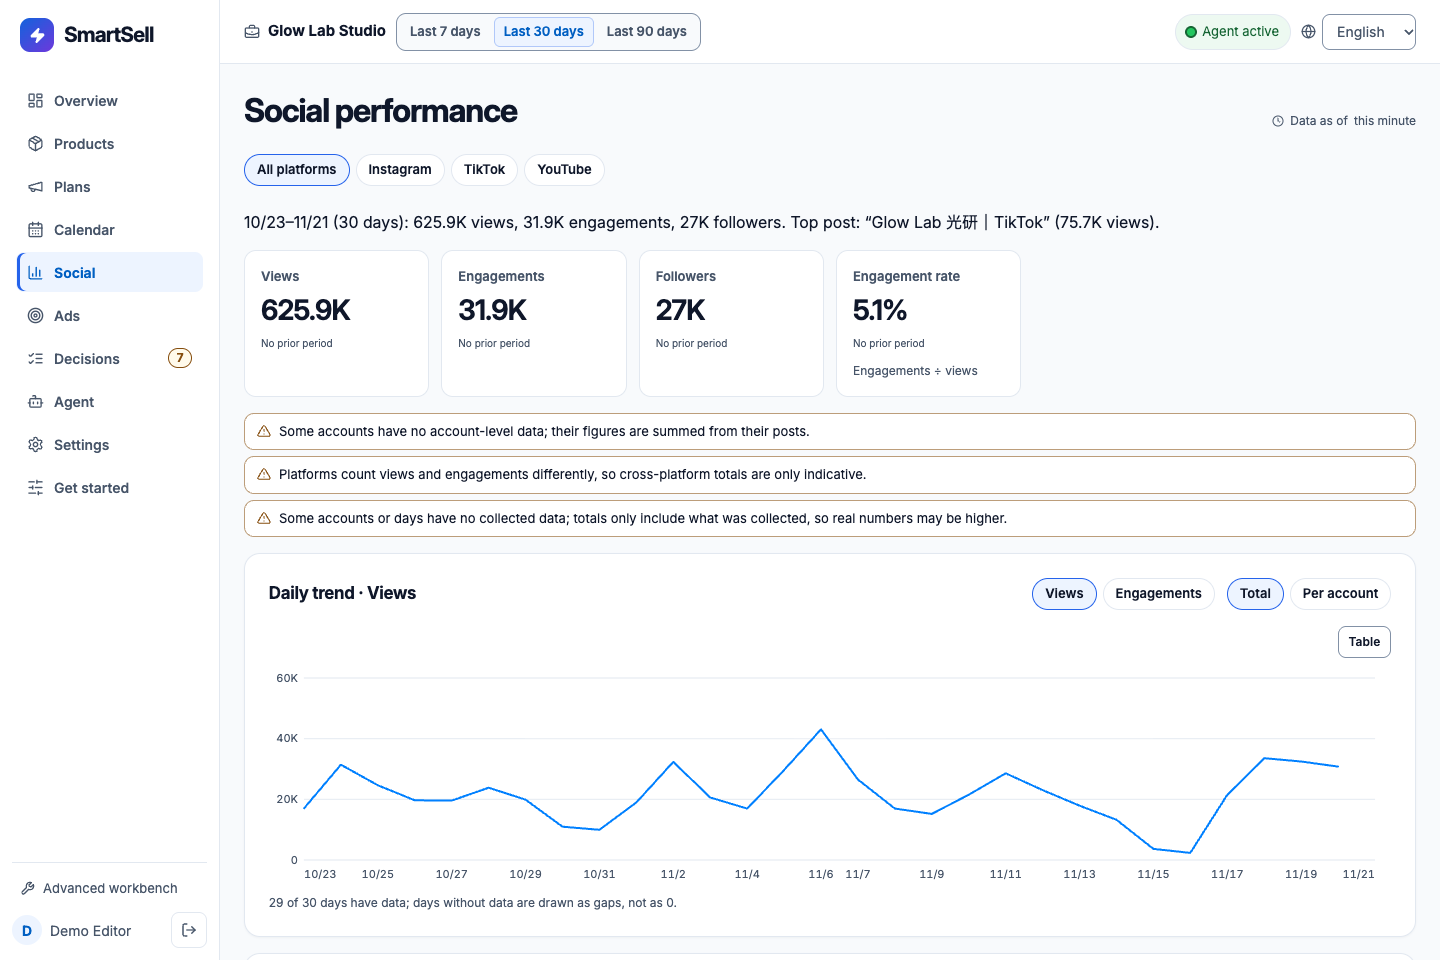 SmartSell
Overview
Products
Plans
Calendar
Social
Ads
Decisions 7
Agent
Settings
Get started
Advanced workbench
D Demo Editor
Glow Lab Studio Last 7 days Last 30 days Last 90 days
Agent active English
Social performance
Data as of this minute
All platforms Instagram TikTok YouTube
10/23–11/21 (30 days): 625.9K views, 31.9K engagements, 27K followers. Top post: “Glow Lab 光研 | TikTok” (75.7K views).
Views
625.9K
No prior period
Engagements
31.9K
No prior period
Followers
27K
No prior period
Engagement rate
5.1%
No prior period
Engagements ÷ views
Some accounts have no account-level data; their figures are summed from their posts.
Platforms count views and engagements differently, so cross-platform totals are only indicative.
Some accounts or days have no collected data; totals only include what was collected, so real numbers may be higher.
Daily trend · Views
Views Engagements Total Per account
Table
60K
40K
20K
0
10/23 10/25 10/27 10/29 10/31 11/2 11/4 11/6 11/7 11/9 11/11 11/13 11/15 11/17 11/19 11/21
29 of 30 days have data; days without data are drawn as gaps, not as 0.